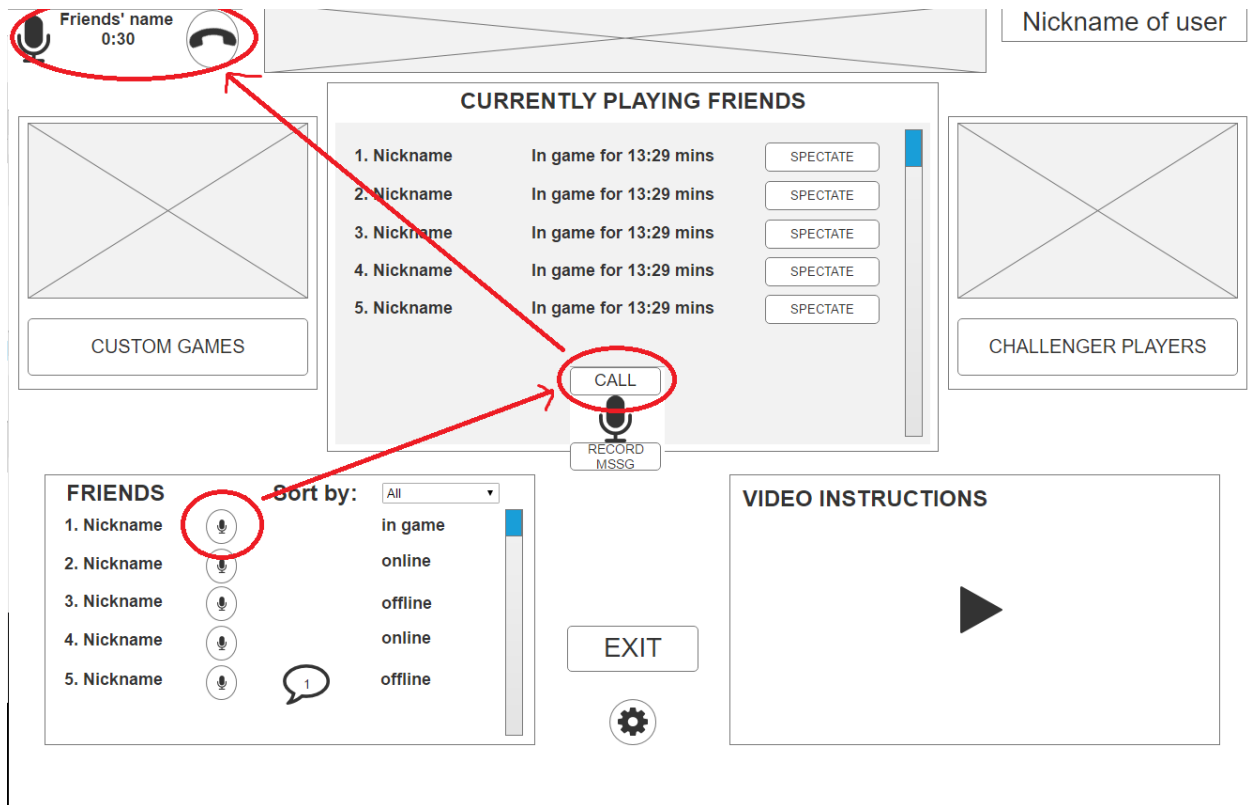 Friends' name
0:30
Nickname of user
CURRENTLY PLAYING FRIENDS
1. Nickname In game for 13:29 mins SPECTATE
2. Nickname In game for 13:29 mins SPECTATE
3. Nickname In game for 13:29 mins SPECTATE
4. Nickname In game for 13:29 mins SPECTATE
5. Nickname In game for 13:29 mins SPECTATE
CUSTOM GAMES
CHALLENGER PLAYERS
CALL
RECORD
MSSG
FRIENDS Sort by: All
1. Nickname in game
2. Nickname online
3. Nickname offline
4. Nickname online
5. Nickname 1 offline
EXIT
VIDEO INSTRUCTIONS